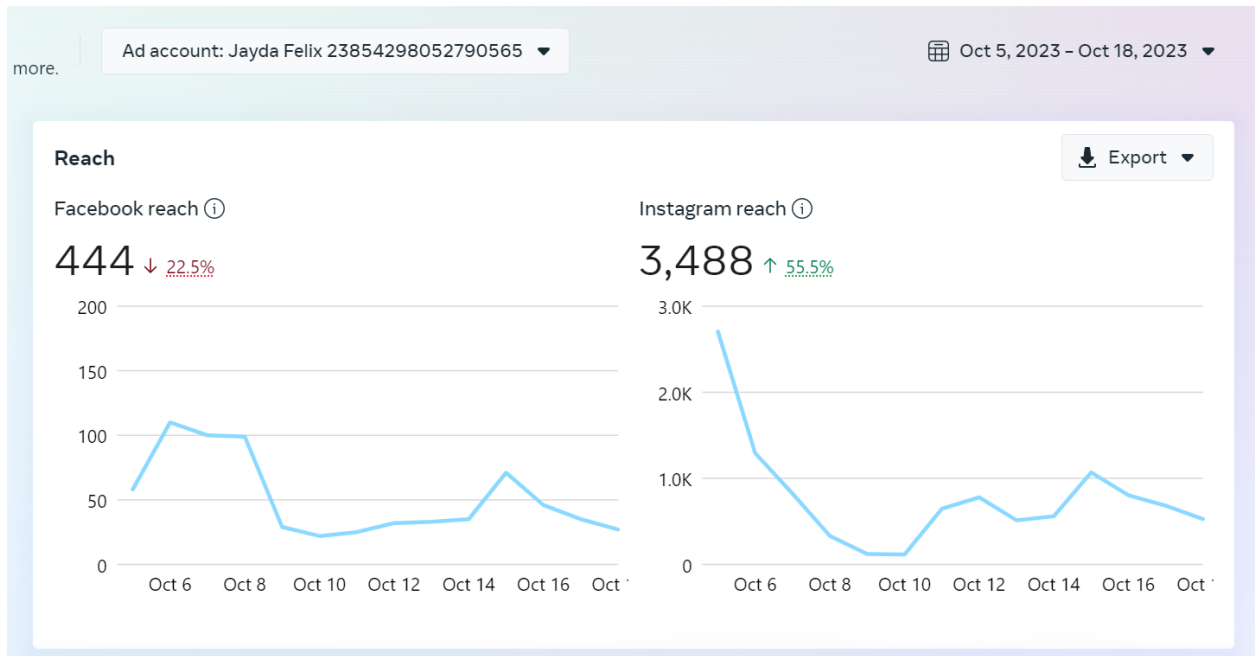 more.
Ad account: Jayda Felix 23854298052790565
Oct 5, 2023 – Oct 18, 2023
Reach
Export
Facebook reach
444 ↓ 22.5%
200
150
100
50
0
Oct 6 Oct 8 Oct 10 Oct 12 Oct 14 Oct 16 Oct
Instagram reach
3,488 ↑ 55.5%
3.0K
2.0K
1.0K
0
Oct 6 Oct 8 Oct 10 Oct 12 Oct 14 Oct 16 Oct